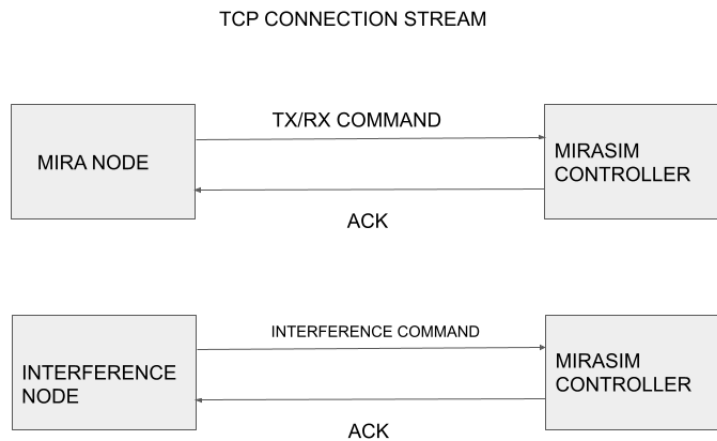 TCP CONNECTION STREAM
TX/RX COMMAND
MIRA NODE
MIRASIM
CONTROLLER
ACK
INTERFERENCE COMMAND
INTERFERENCE
NODE
MIRASIM
CONTROLLER
ACK